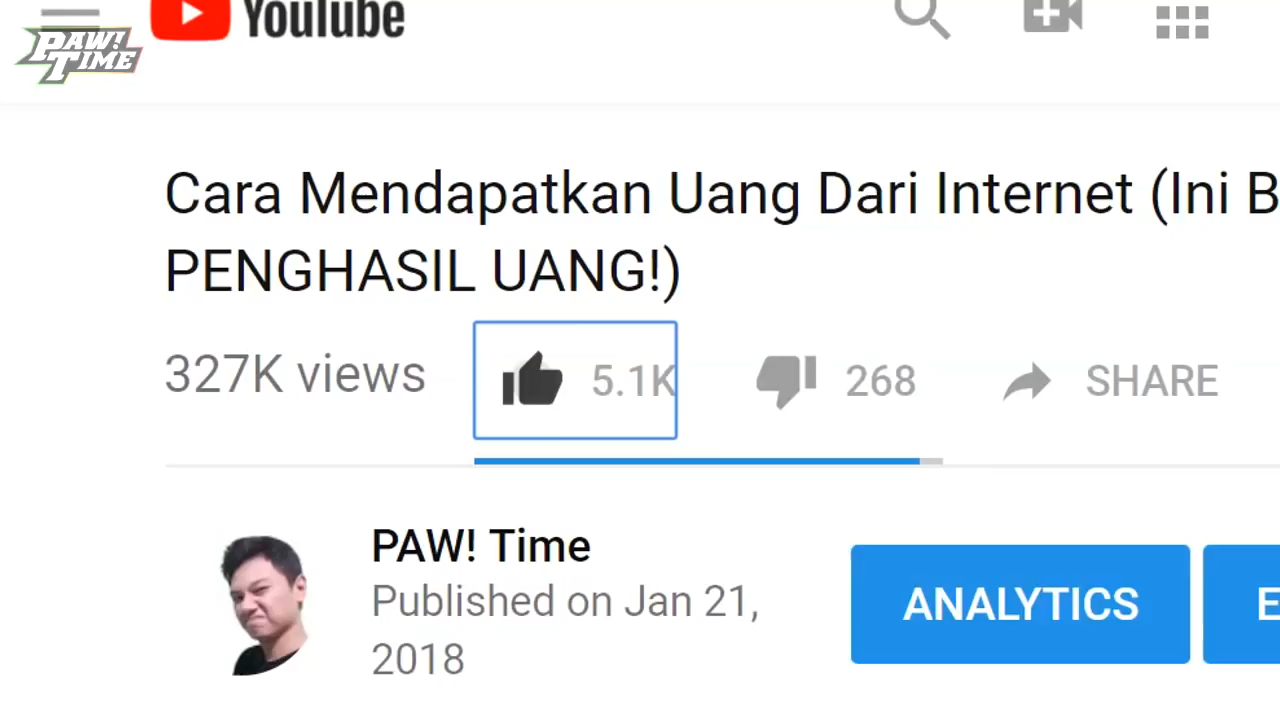 PAW!
TIME
YouTube
Cara Mendapatkan Uang Dari Internet (Ini B
PENGHASIL UANG!)
327K views 5.1K 268 SHARE
PAW! Time
Published on Jan 21,
2018
ANALYTICS E